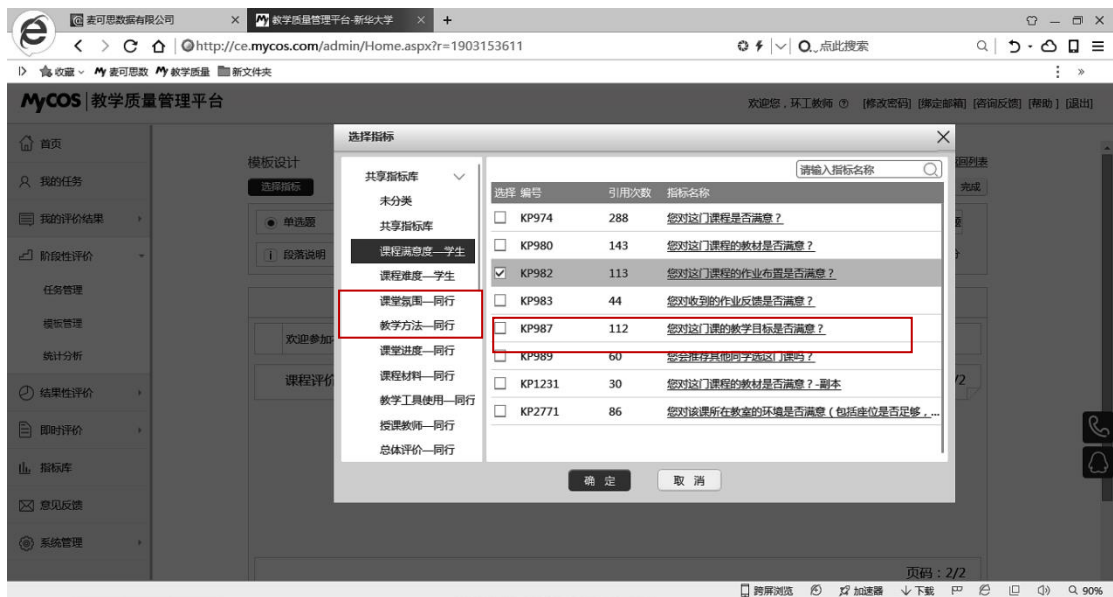 麦可思数据有限公司
教学质量管理平台-新华大学
http://ce.mycos.com/admin/Home.aspx?r=1903153611
点此搜索
收藏
麦可思数
教学质量
新文件夹
MyCOS 教学质量管理平台
欢迎您，环工教师
[修改密码] [绑定邮箱] [咨询反馈] [帮助] [退出]
首页
我的任务
我的评价结果
阶段性评价
任务管理
模板管理
统计分析
结果性评价
即时评价
指标库
意见反馈
系统管理
模板设计
选择指标
单选题
段落说明
欢迎参加
课程评价
回列表
完成
/2
页码：2/2
选择指标
共享指标库
未分类
共享指标库
课程满意度—学生
课程难度—学生
课堂氛围—同行
教学方法—同行
课堂进度—同行
课程材料—同行
教学工具使用—同行
授课教师—同行
总体评价—同行
请输入指标名称
选择 编号 引用次数 指标名称
KP974 288 您对这门课程是否满意？
KP980 143 您对这门课程的教材是否满意？
KP982 113 您对这门课程的作业布置是否满意？
KP983 44 您对收到的作业反馈是否满意？
KP987 112 您对这门课的教学目标是否满意？
KP989 60 您会推荐其他同学选这门课吗？
KP1231 30 您对这门课程的教材是否满意？-副本
KP2771 86 您对该课所在教室的环境是否满意（包括座位是否足够，...
确 定
取 消
跨屏浏览
加速器
下载
90%